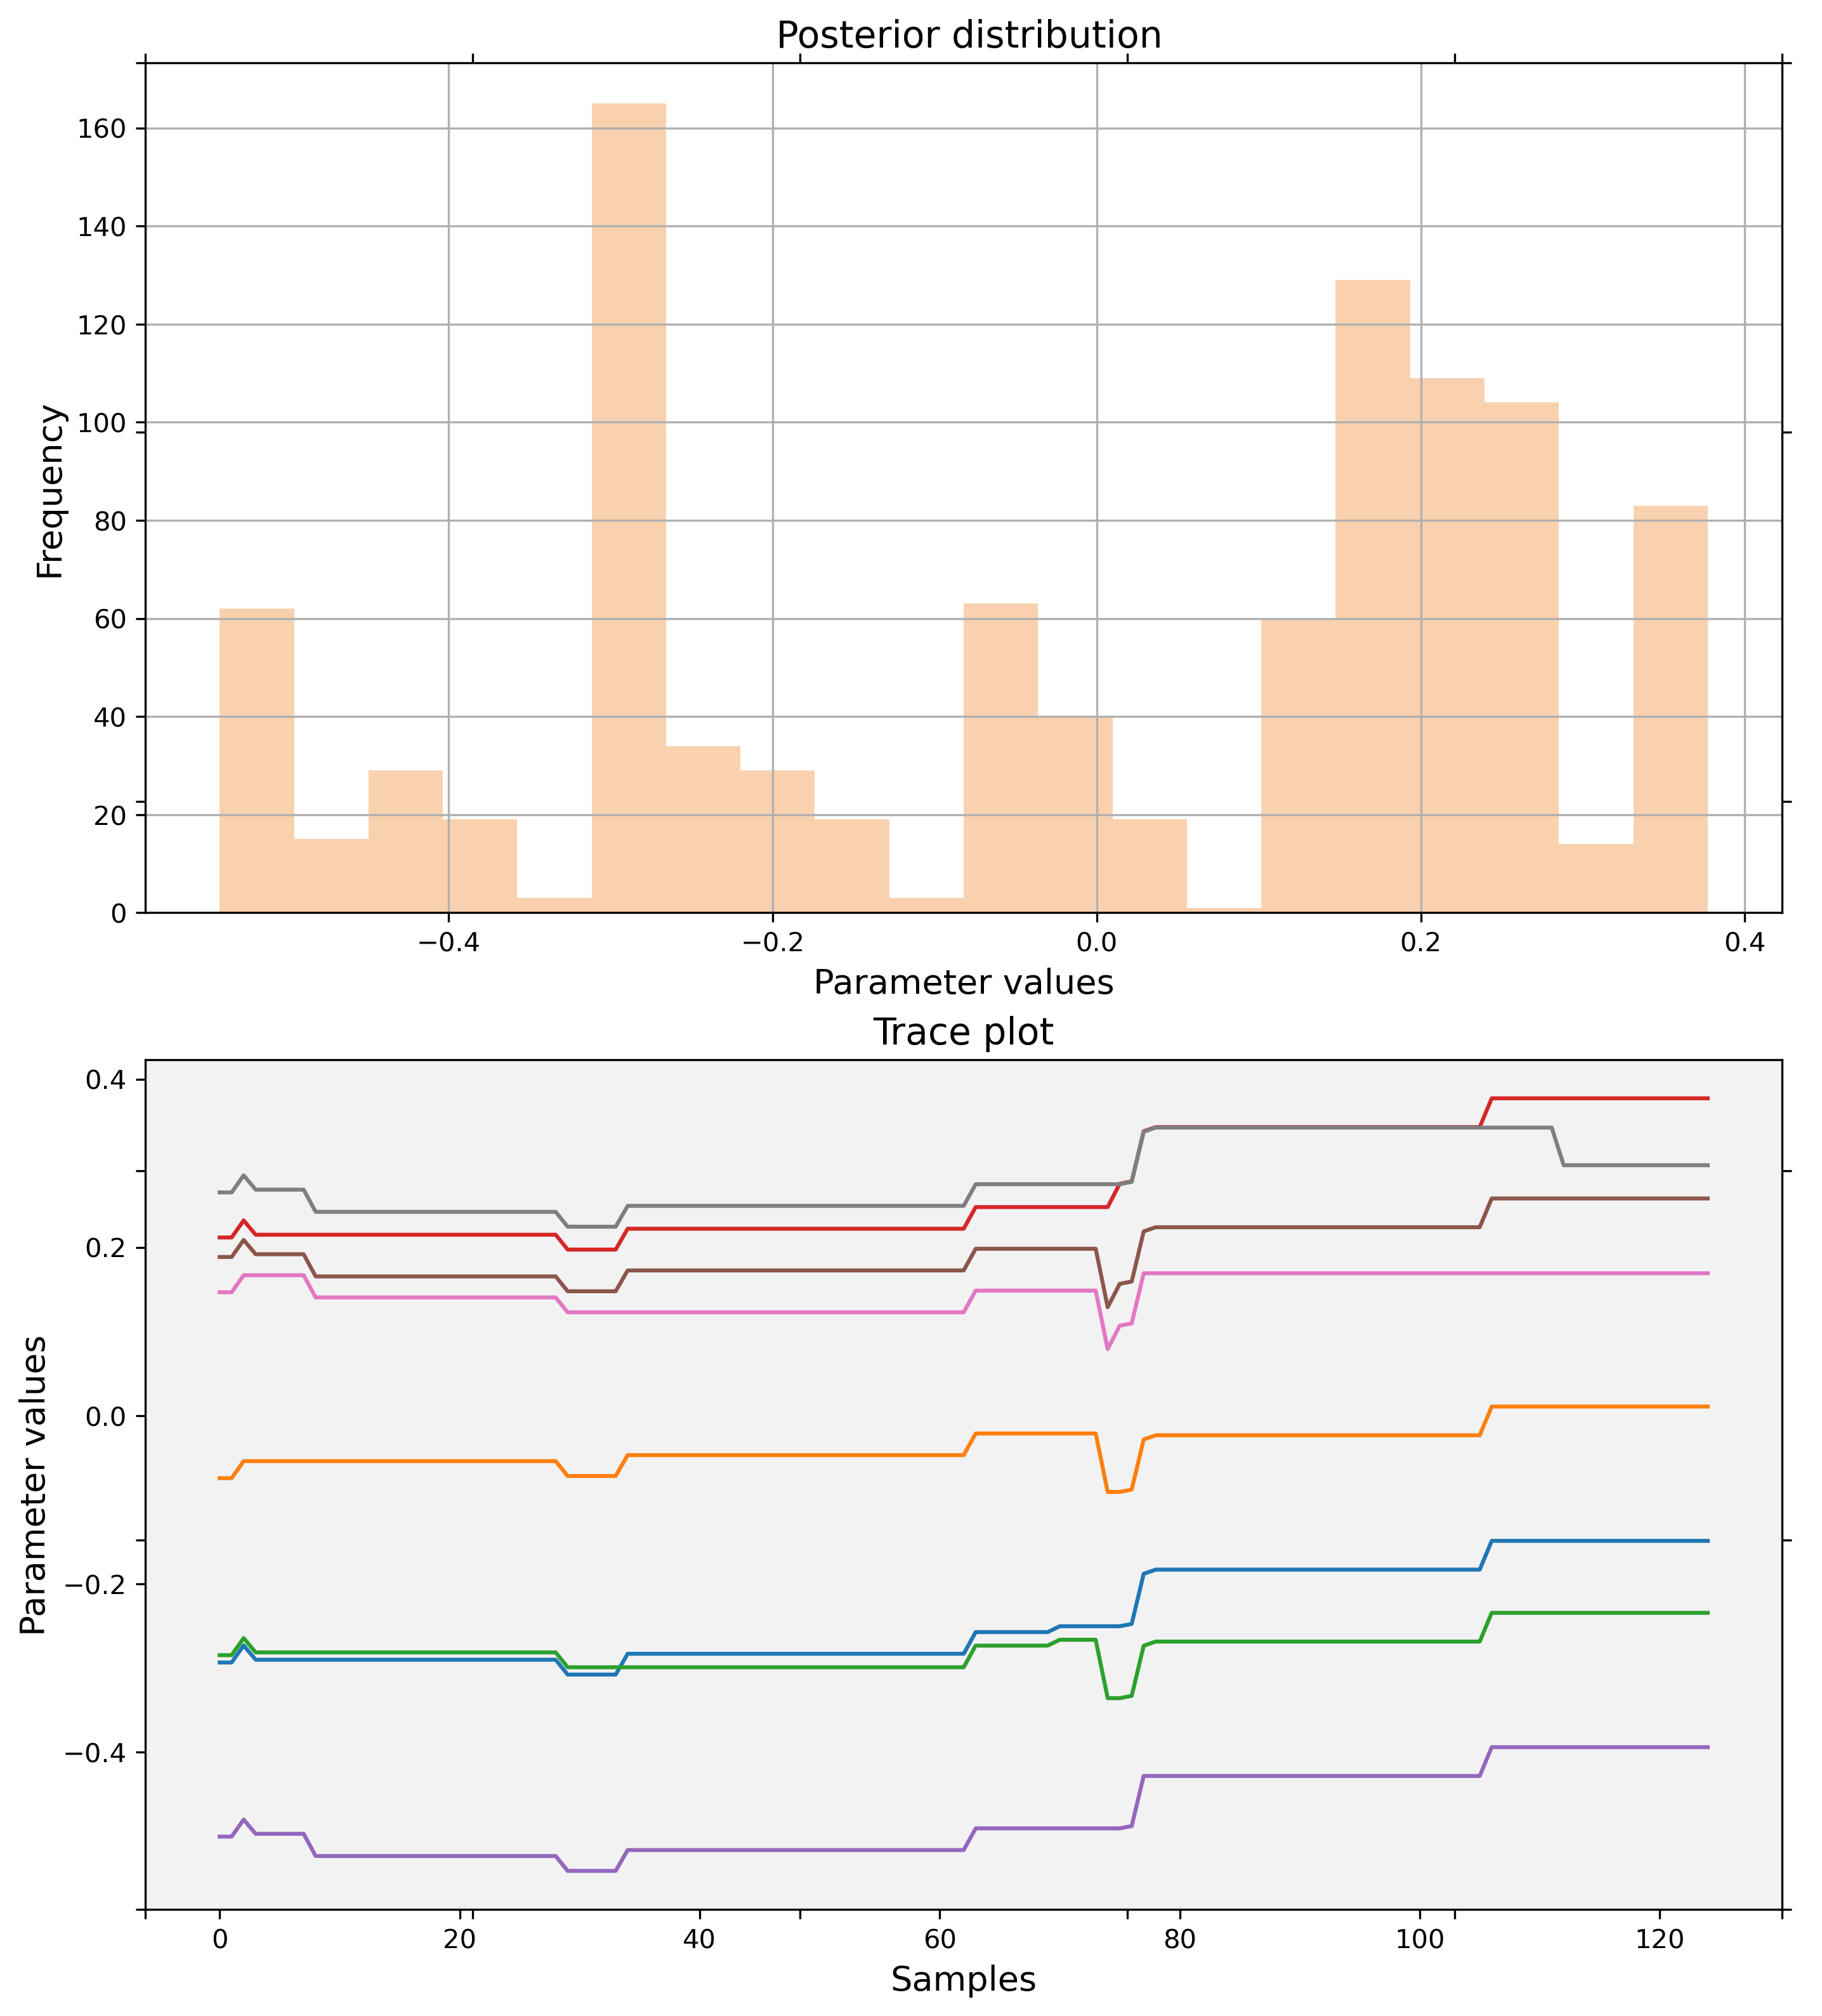 Posterior distribution
160
140
120
100
80
60
40
20
0
Frequency
−0.4 −0.2 0.0 0.2 0.4
Parameter values
Trace plot
0.4
0.2
0.0
−0.2
−0.4
Parameter values
0 20 40 60 80 100 120
Samples